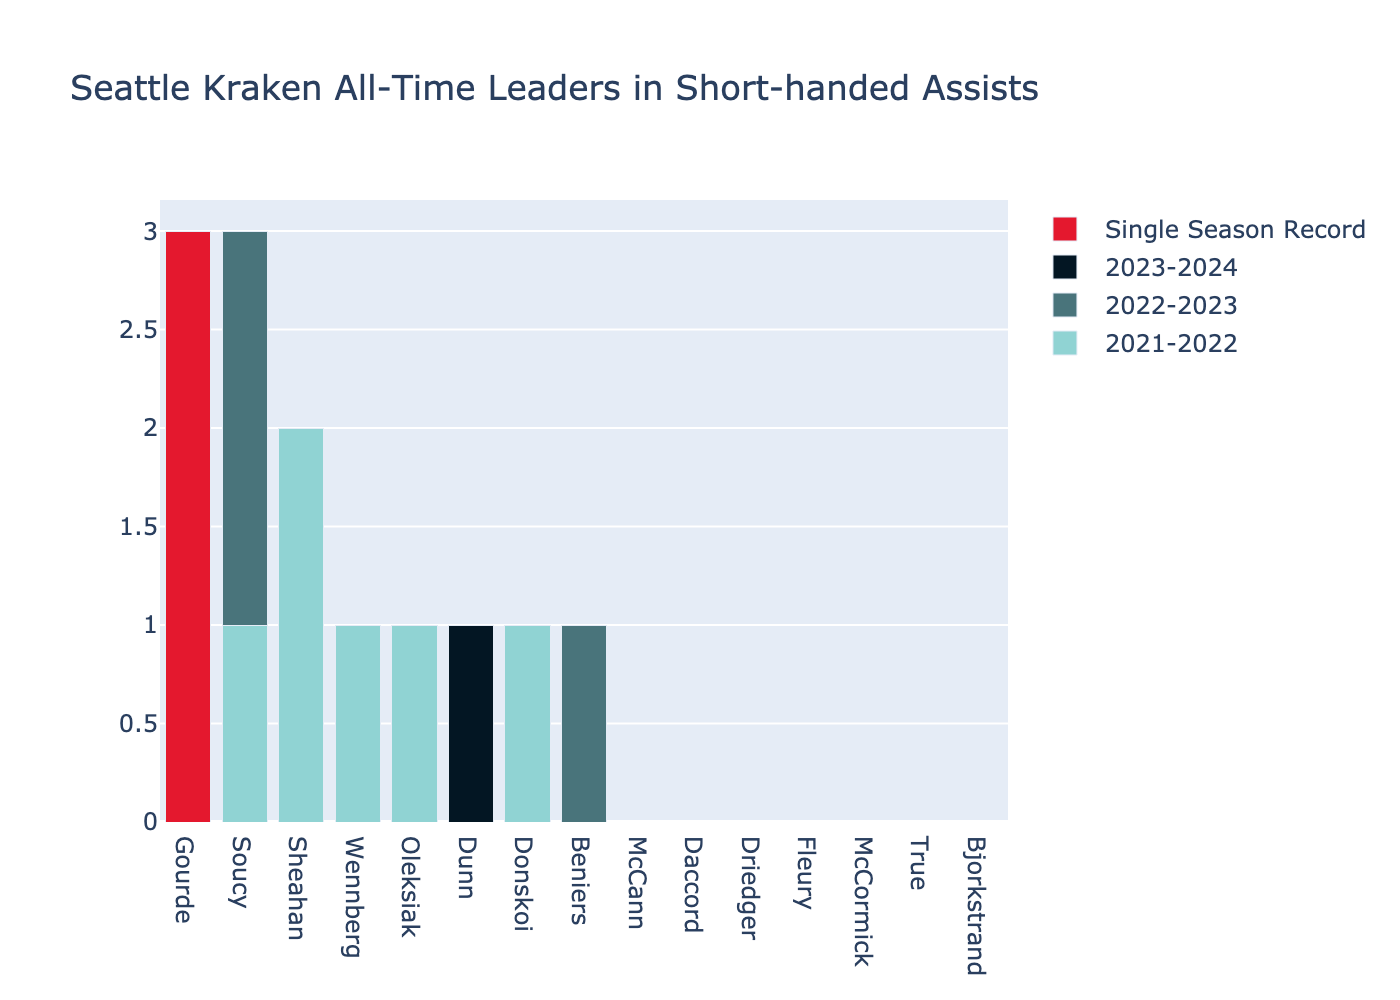 Seattle Kraken All-Time Leaders in Short-handed Assists
3
2.5
2
1.5
1
0.5
0
Gourde
Soucy
Sheahan
Wennberg
Oleksiak
Dunn
Donskoi
Beniers
McCann
Daccord
Driedger
Fleury
McCormick
True
Bjorkstrand
Single Season Record
2023-2024
2022-2023
2021-2022